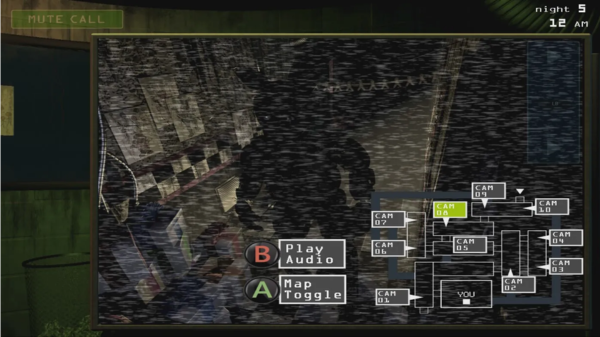 MUTE CALL
night 5
12 AM
CAM 09
CAM 08
CAM 10
CAM 07
CAM 04
CAM 06
CAM 05
CAM 03
CAM 02
CAM 01
YOU
B
Play
Audio
A
Map
Toggle